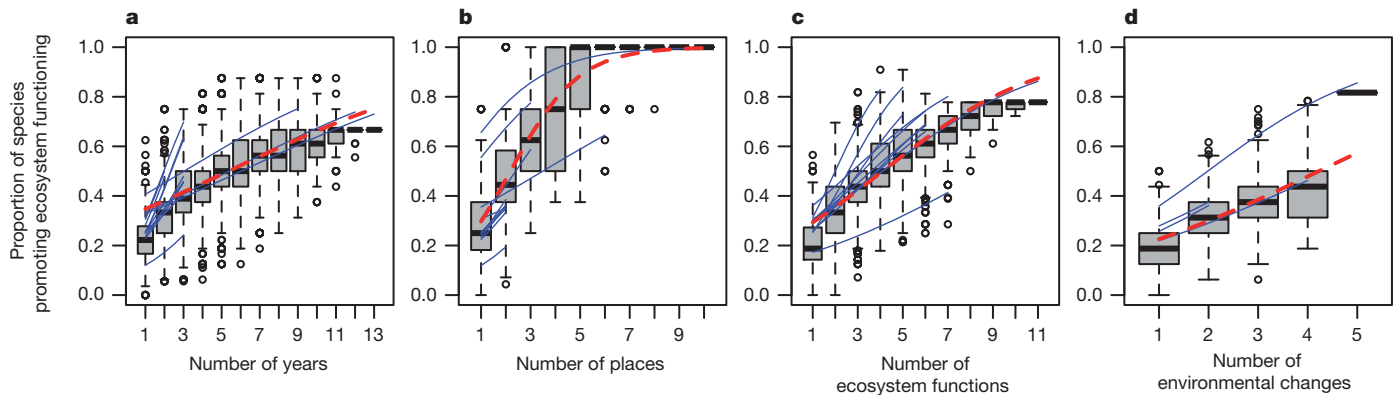 a
b
c
d
Proportion of species
promoting ecosystem functioning
1.0
0.8
0.6
0.4
0.2
0.0
1 3 5 7 9 11 13
Number of years
1.0
0.8
0.6
0.4
0.2
0.0
1 3 5 7 9
Number of places
1.0
0.8
0.6
0.4
0.2
0.0
1 3 5 7 9 11
Number of
ecosystem functions
1.0
0.8
0.6
0.4
0.2
0.0
1 2 3 4 5
Number of
environmental changes